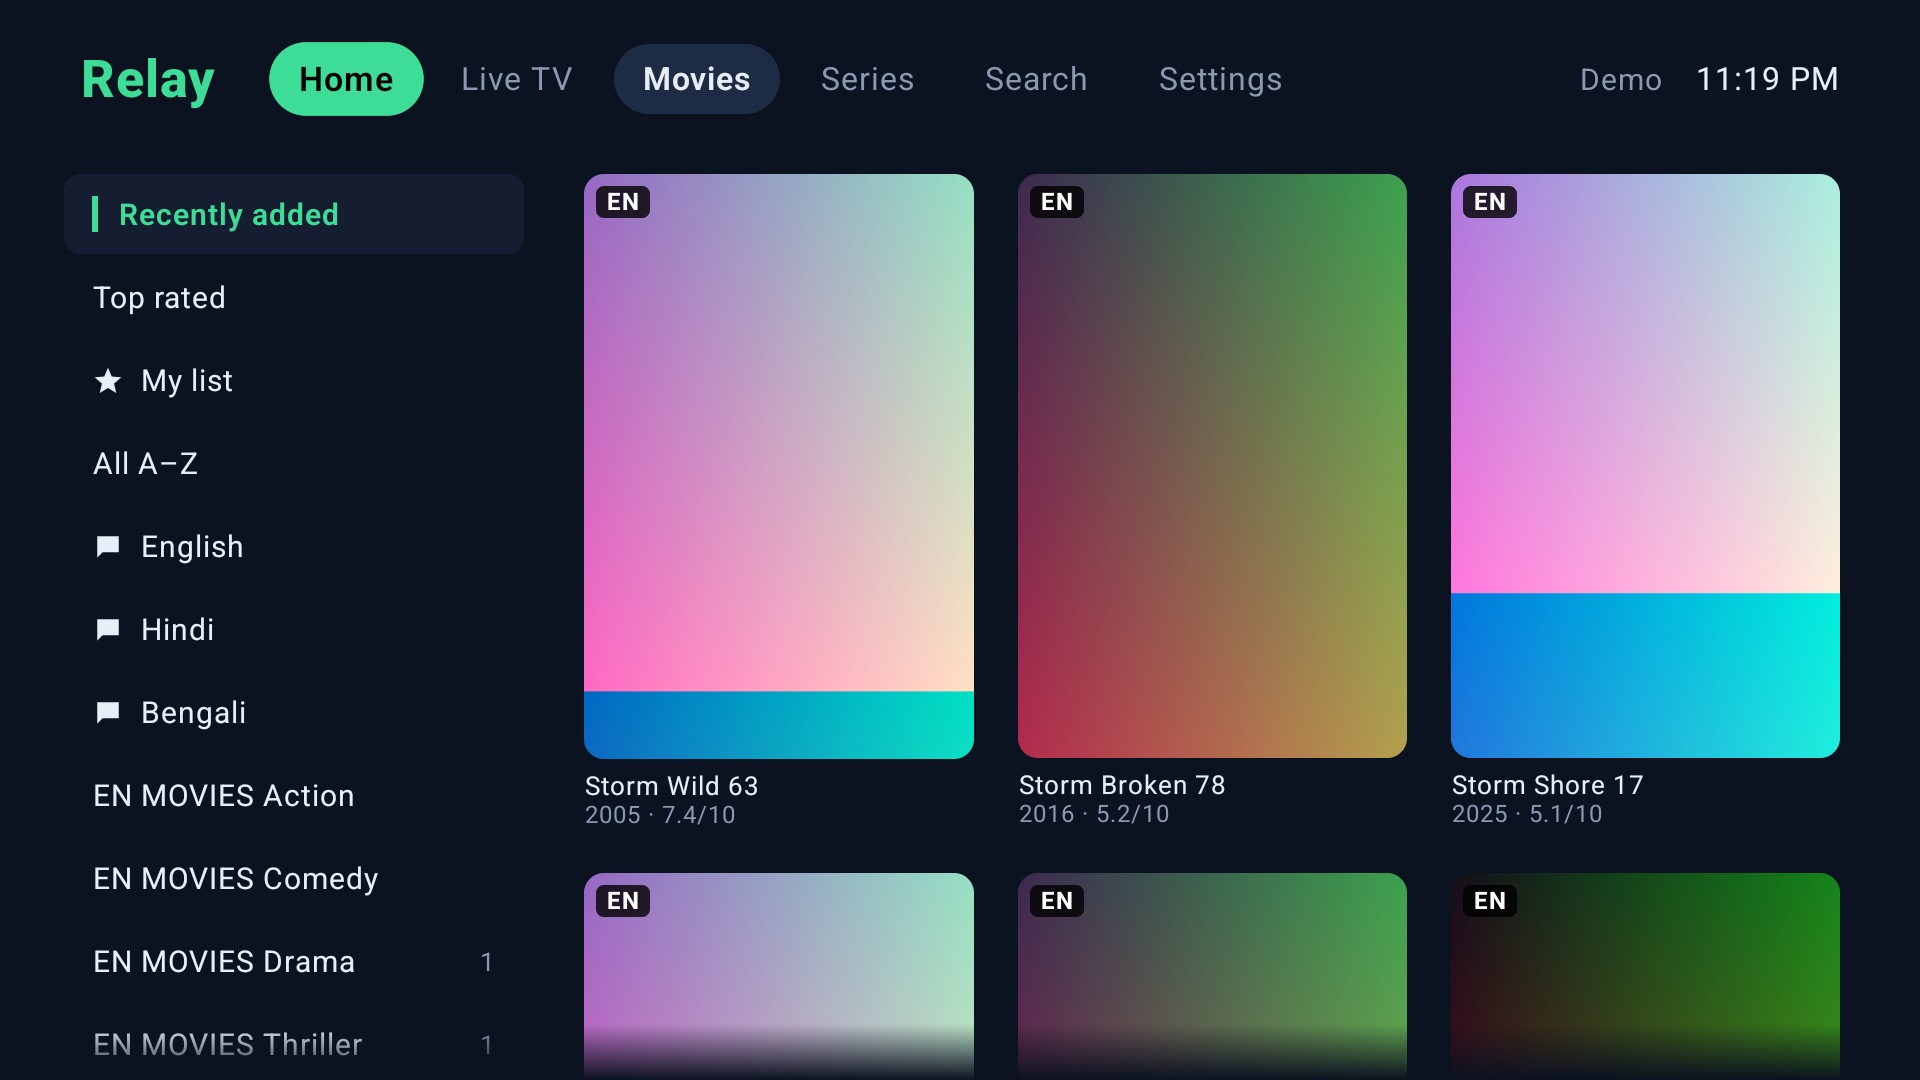 Relay
Home
Live TV
Movies
Series
Search
Settings
Demo
11:19 PM
Recently added
Top rated
My list
All A–Z
English
Hindi
Bengali
EN MOVIES Action
EN MOVIES Comedy
EN MOVIES Drama 1
EN MOVIES Thriller 1
EN
EN
EN
Storm Wild 63
2005 · 7.4/10
Storm Broken 78
2016 · 5.2/10
Storm Shore 17
2025 · 5.1/10
EN
EN
EN